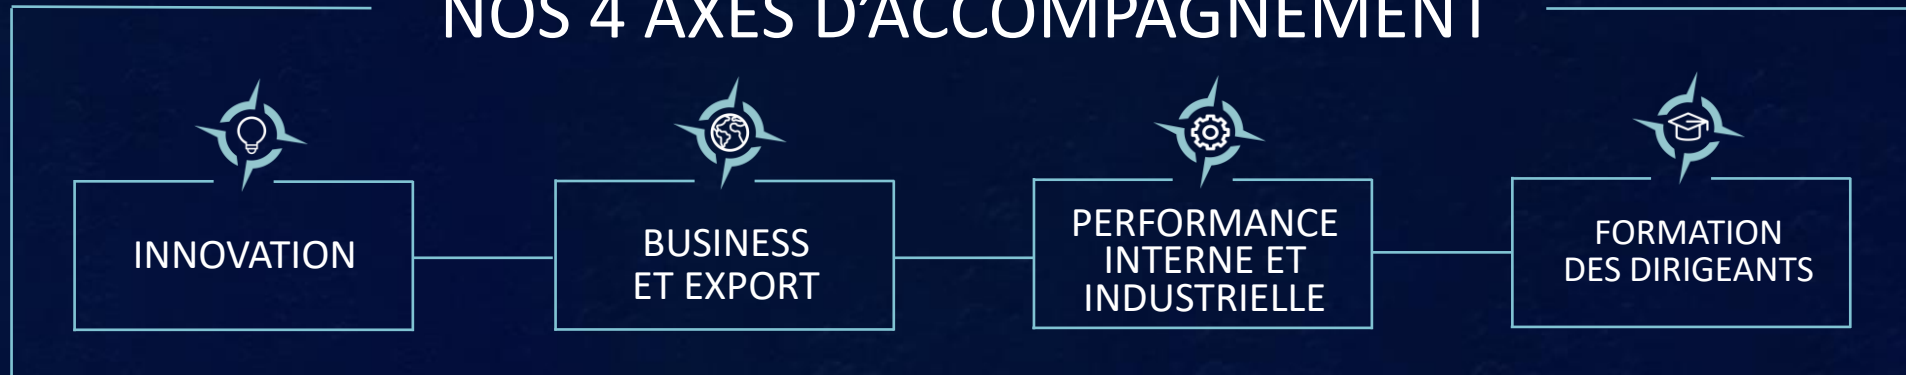 NOS 4 AXES D’ACCOMPAGNEMENT
INNOVATION
BUSINESS
ET EXPORT
PERFORMANCE
INTERNE ET
INDUSTRIELLE
FORMATION
DES DIRIGEANTS